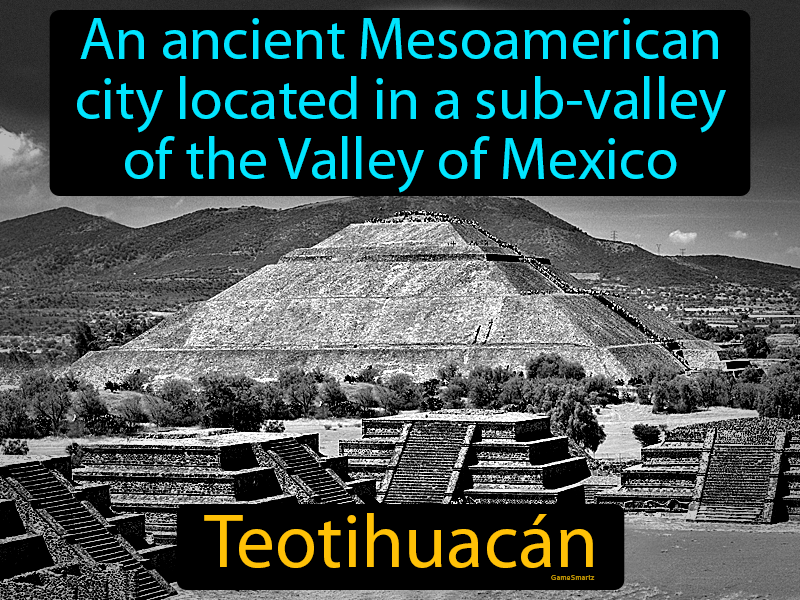 An ancient Mesoamerican
city located in a sub-valley
of the Valley of Mexico
Teotihuacán
GameSmartz